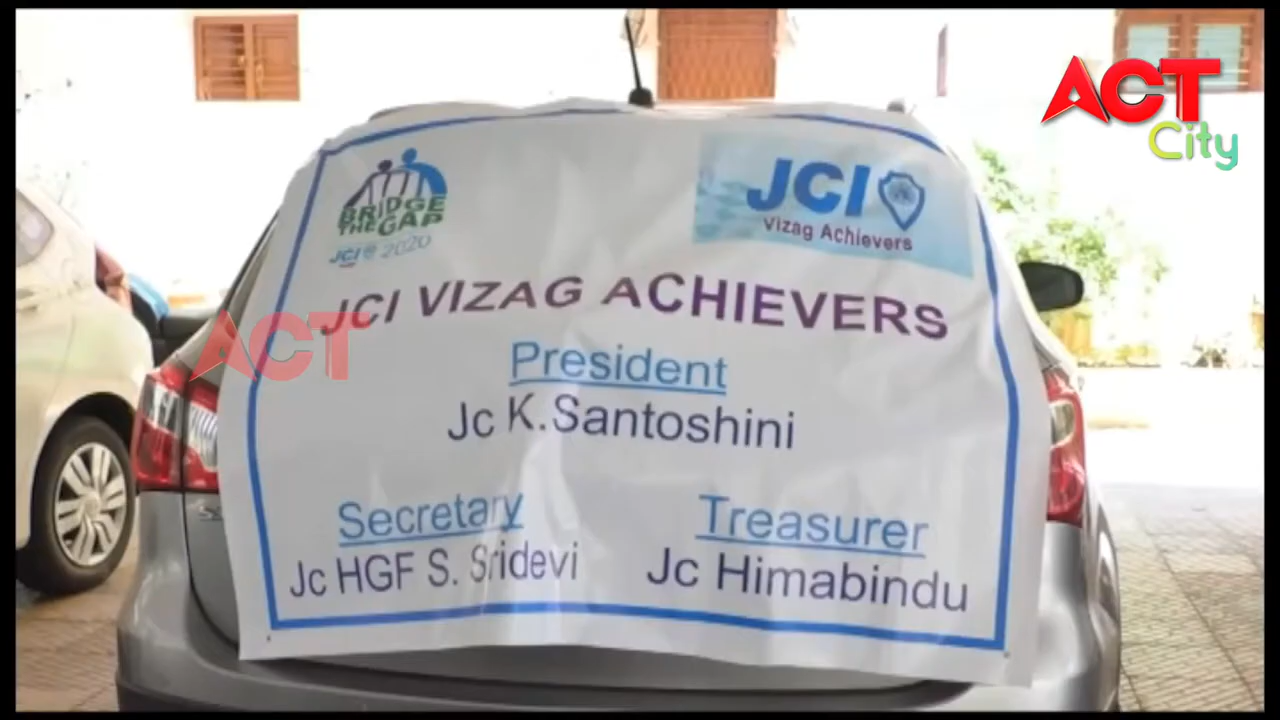 ACT
City
BRIDGE
THE GAP
JCI @ 2020
JCI
Vizag Achievers
JCI VIZAG ACHIEVERS
ACT
President
Jc K.Santoshini
Secretary
Jc HGF S. Sridevi
Treasurer
Jc Himabindu